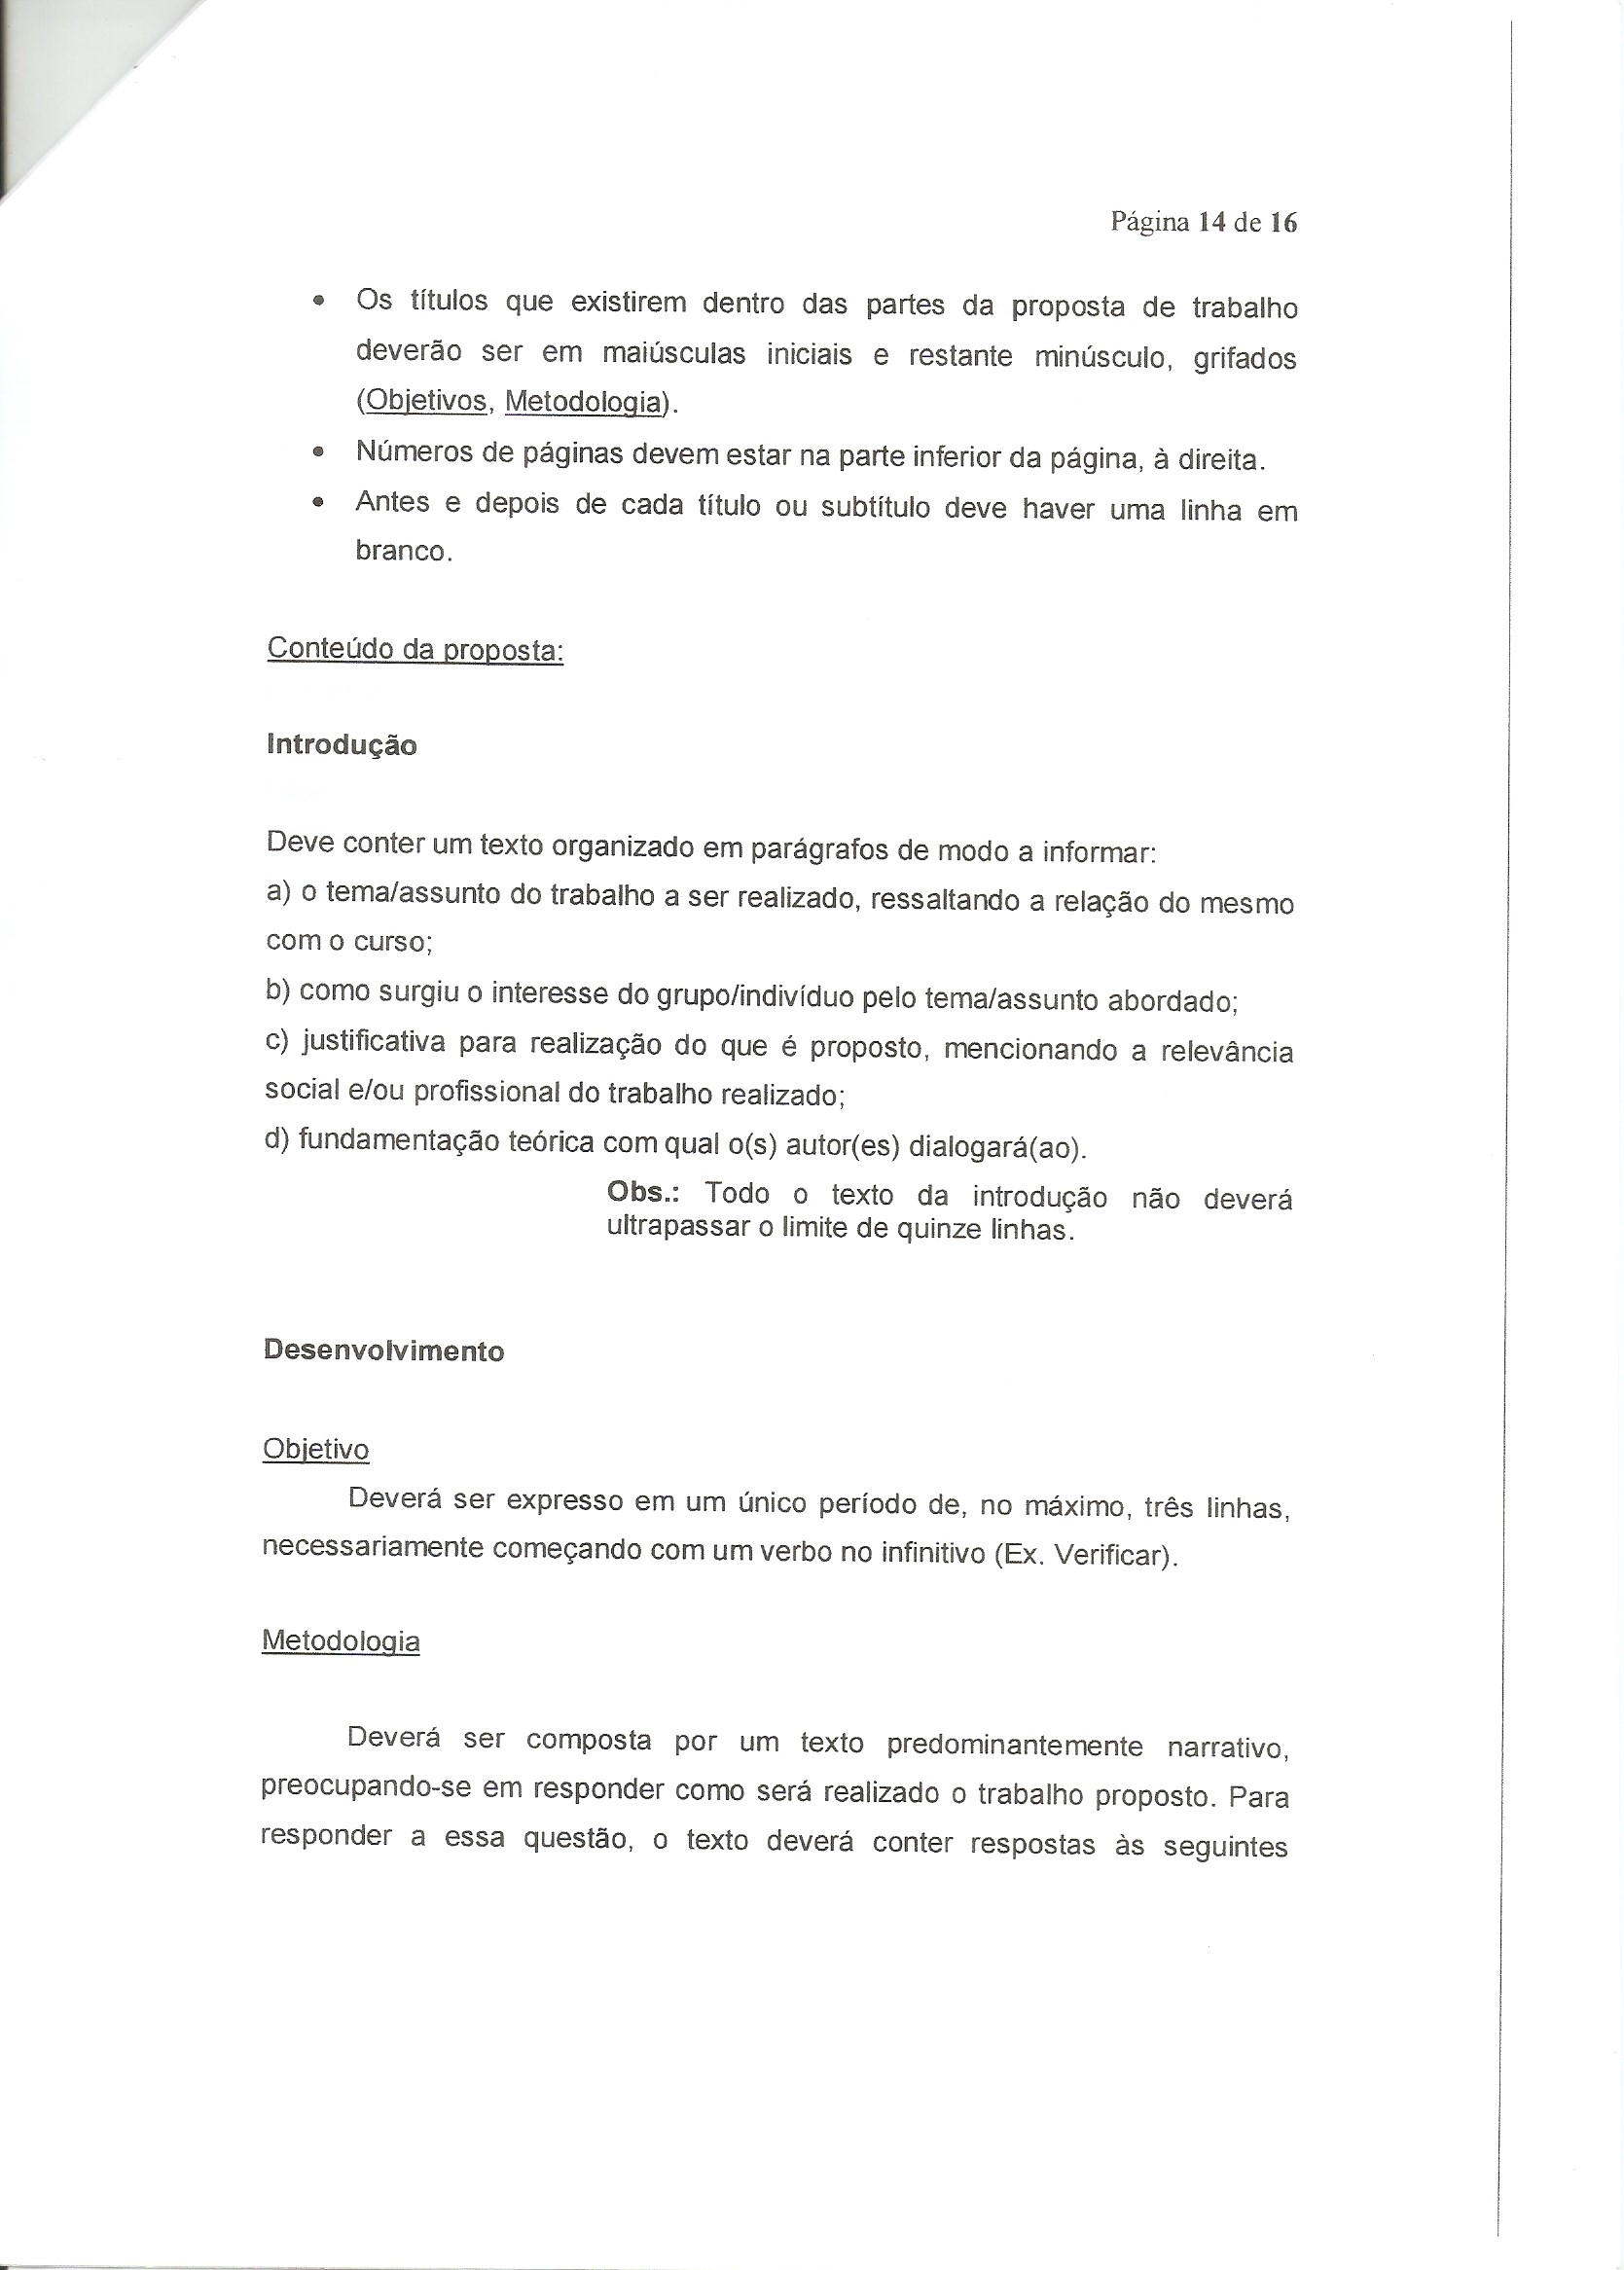 Página 14 de 16
• Os títulos que existirem dentro das partes da proposta de trabalho
deverão ser em maiúsculas iniciais e restante minúsculo, grifados
(Objetivos, Metodologia).
• Números de páginas devem estar na parte inferior da página, à direita.
• Antes e depois de cada título ou subtítulo deve haver uma linha em
branco.
Conteúdo da proposta:
Introdução
Deve conter um texto organizado em parágrafos de modo a informar:
a) o tema/assunto do trabalho a ser realizado, ressaltando a relação do mesmo
com o curso;
b) como surgiu o interesse do grupo/indivíduo pelo tema/assunto abordado;
c) justificativa para realização do que é proposto, mencionando a relevância
social e/ou profissional do trabalho realizado;
d) fundamentação teórica com qual o(s) autor(es) dialogará(ao).
Obs.: Todo o texto da introdução não deverá
ultrapassar o limite de quinze linhas.
Desenvolvimento
Objetivo
Deverá ser expresso em um único período de, no máximo, três linhas,
necessariamente começando com um verbo no infinitivo (Ex. Verificar).
Metodologia
Deverá ser composta por um texto predominantemente narrativo,
preocupando-se em responder como será realizado o trabalho proposto. Para
responder a essa questão, o texto deverá conter respostas às seguintes